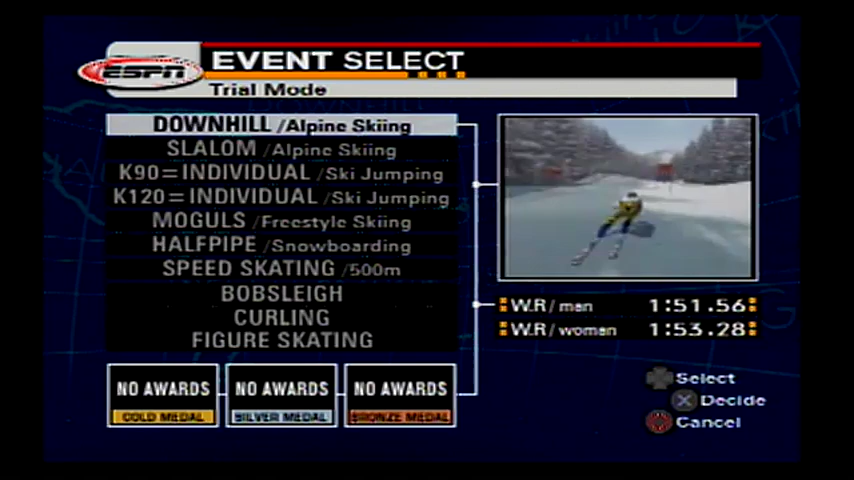 ESPN
EVENT SELECT
Trial Mode
DOWNHILL /Alpine Skiing
SLALOM /Alpine Skiing
K90=INDIVIDUAL /Ski Jumping
K120=INDIVIDUAL /Ski Jumping
MOGULS /Freestyle Skiing
HALFPIPE /Snowboarding
SPEED SKATING /500m
BOBSLEIGH
CURLING
FIGURE SKATING
W.R/man 1:51.56
W.R/woman 1:53.28
NO AWARDS NO AWARDS NO AWARDS
GOLD MEDAL SILVER MEDAL BRONZE MEDAL
Select
Decide
Cancel